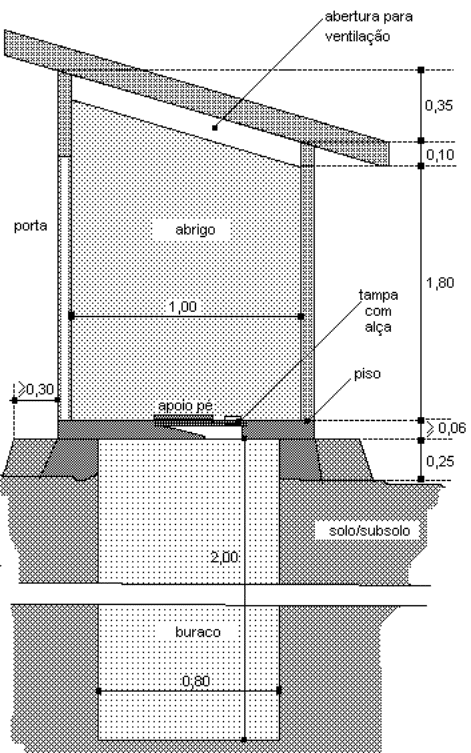 abertura para
ventilação
0,35
0,10
porta
abrigo
1,80
1,00
tampa
com
alça
piso
≥0,30
apoio pé
≥ 0,06
0,25
solo/subsolo
2,00
buraco
0,80